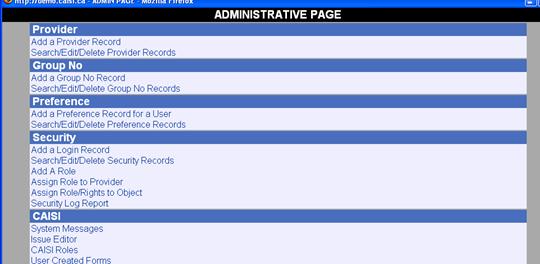 http://demo.caisi.ca - ADMIN PAGE - Mozilla Firefox
ADMINISTRATIVE PAGE
Provider
Add a Provider Record
Search/Edit/Delete Provider Records
Group No
Add a Group No Record
Search/Edit/Delete Group No Records
Preference
Add a Preference Record for a User
Search/Edit/Delete Preference Records
Security
Add a Login Record
Search/Edit/Delete Security Records
Add A Role
Assign Role to Provider
Assign Role/Rights to Object
Security Log Report
CAISI
System Messages
Issue Editor
CAISI Roles
User Created Forms